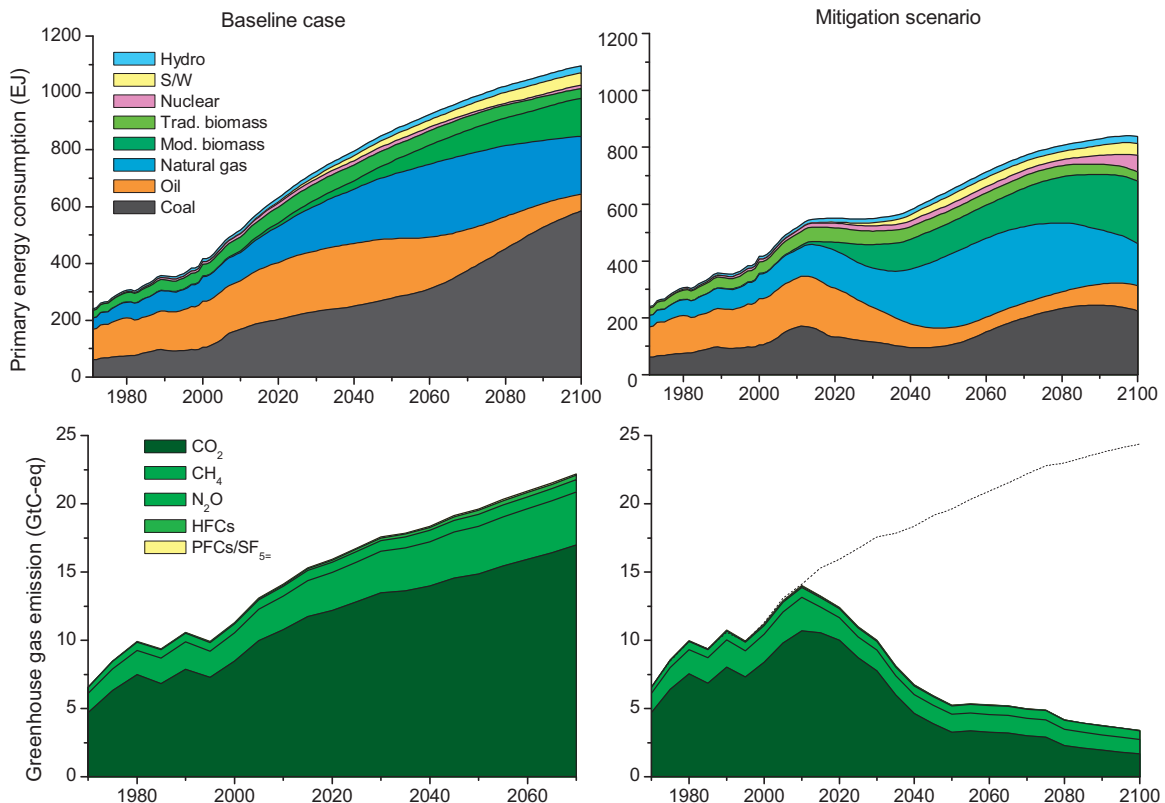 Baseline case
Mitigation scenario
Primary energy consumption (EJ)
1200
1000
800
600
400
200
0
Hydro
S/W
Nuclear
Trad. biomass
Mod. biomass
Natural gas
Oil
Coal
1980 2000 2020 2040 2060 2080 2100
1200
1000
800
600
400
200
0
1980 2000 2020 2040 2060 2080 2100
Greenhouse gas emission (GtC-eq)
25
20
15
10
5
0
CO₂
CH₄
N₂O
HFCs
PFCs/SF₅₌
1980 2000 2020 2040 2060
25
20
15
10
5
0
1980 2000 2020 2040 2060 2080 2100